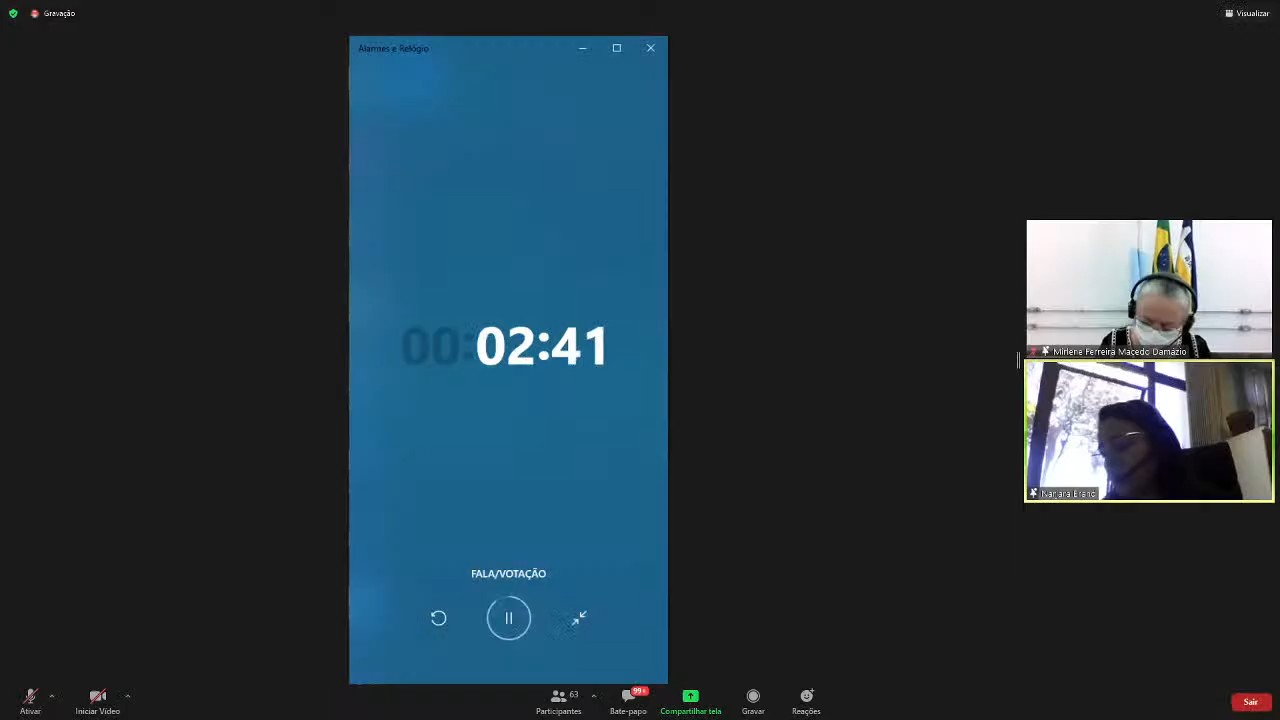 Gravação
Visualizar
Alarmes e Relógio
00:02:41
FALA/VOTAÇÃO
Mirlene Ferreira Macedo Damázio
Ativar
Iniciar Vídeo
63
Participantes
99+
Bate-papo
Compartilhar tela
Gravar
Reações
Sair